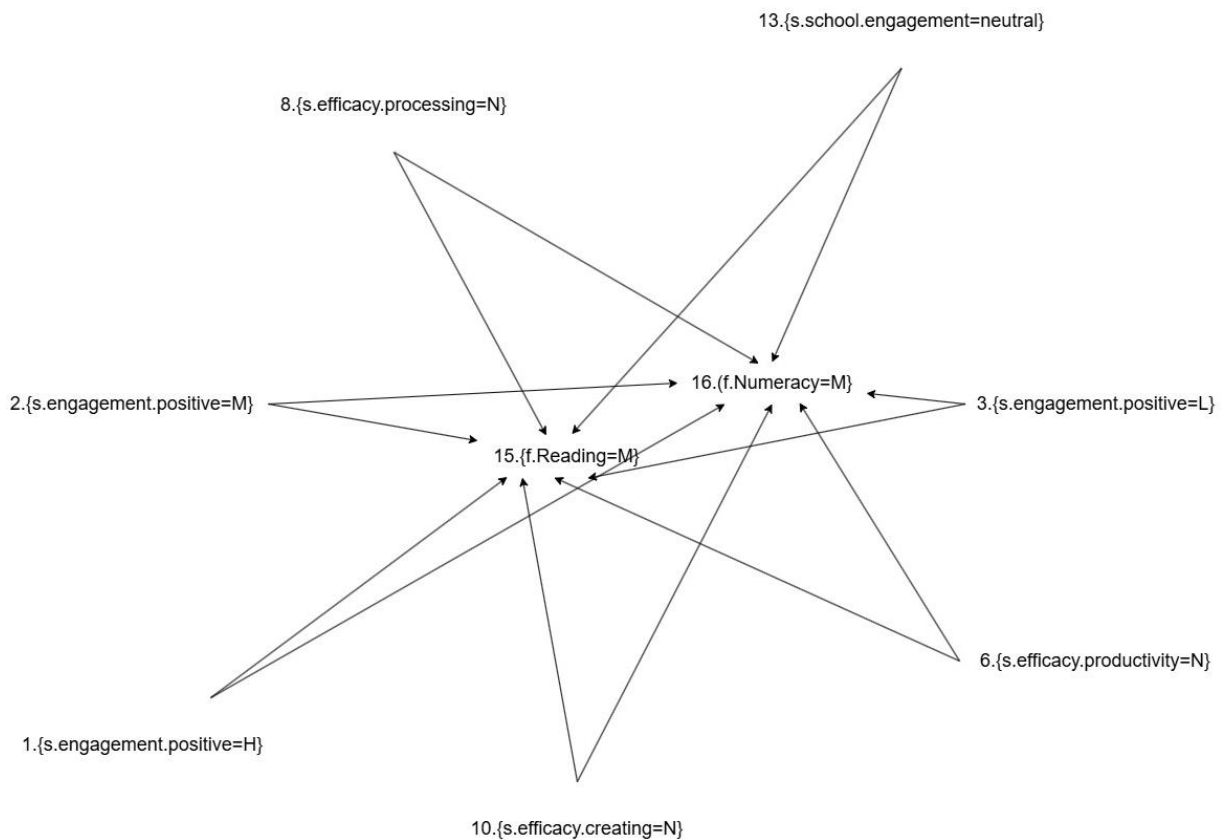 13.{s.school.engagement=neutral}
8.{s.efficacy.processing=N}
16.(f.Numeracy=M}
2.{s.engagement.positive=M}
3.{s.engagement.positive=L}
15.{f.Reading=M}
6.{s.efficacy.productivity=N}
1.{s.engagement.positive=H}
10.{s.efficacy.creating=N}